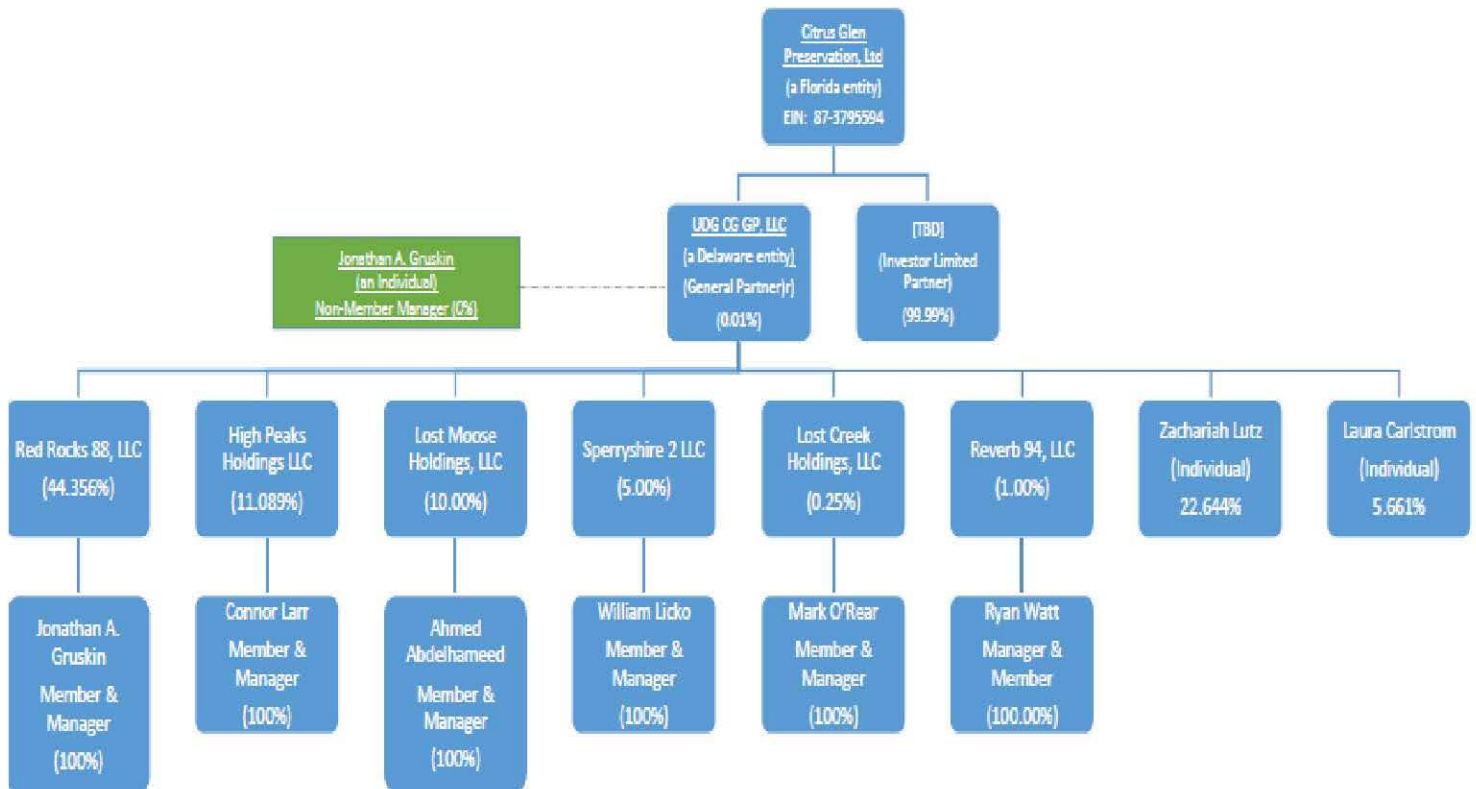 Citrus Glen
Preservation, Ltd
(a Florida entity)
EIN: 87-3795594
UDG CG GP, LLC
(a Delaware entity)
(General Partner)r)
(0.01%)
[TBD]
(Investor Limited
Partner)
(99.99%)
Jonathan A. Gruskin
(an Individual)
Non-Member Manager (0%)
Red Rocks 88, LLC
(44.356%)
High Peaks
Holdings LLC
(11.089%)
Lost Moose
Holdings, LLC
(10.00%)
Sperryshire 2 LLC
(5.00%)
Lost Creek
Holdings, LLC
(0.25%)
Reverb 94, LLC
(1.00%)
Zachariah Lutz
(Individual)
22.644%
Laura Carlstrom
(Individual)
5.661%
Jonathan A.
Gruskin
Member &
Manager
(100%)
Connor Larr
Member &
Manager
(100%)
Ahmed
Abdelhameed
Member &
Manager
(100%)
William Licko
Member &
Manager
(100%)
Mark O'Rear
Member &
Manager
(100%)
Ryan Watt
Manager &
Member
(100.00%)